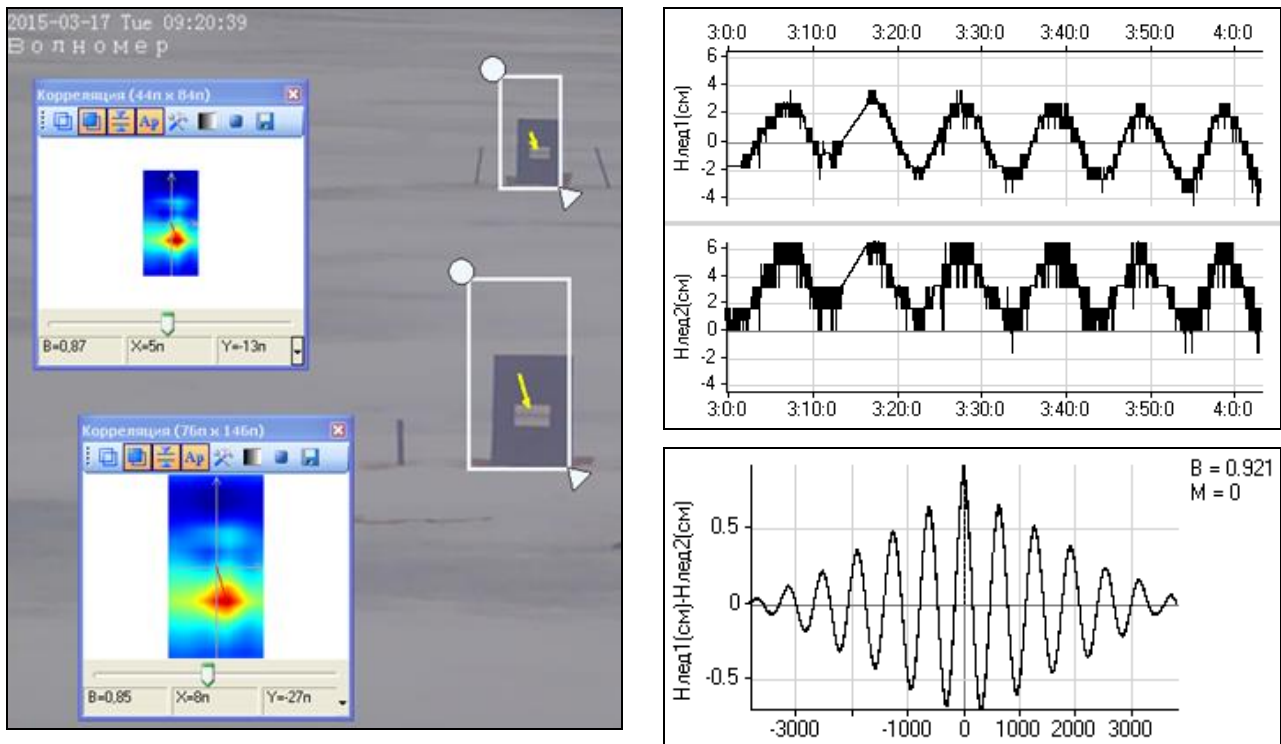 2015-03-17 Tue 09:20:39
Волномер
Корреляция (44п x 84п)
Ap
B=0,87 X=5п Y=-13п
Корреляция (76п x 146п)
Ap
B=0,85 X=8п Y=-27п
3:0:0 3:10:0 3:20:0 3:30:0 3:40:0 3:50:0 4:0:0
6
4
2
0
-2
-4
Hлед1(см)
6
4
2
0
-2
-4
Hлед2(см)
3:0:0 3:10:0 3:20:0 3:30:0 3:40:0 3:50:0 4:0:0
B = 0.921
M = 0
0.5
0
-0.5
Hлед1(см)-Hлед2(см)
-3000 -1000 0 1000 2000 3000